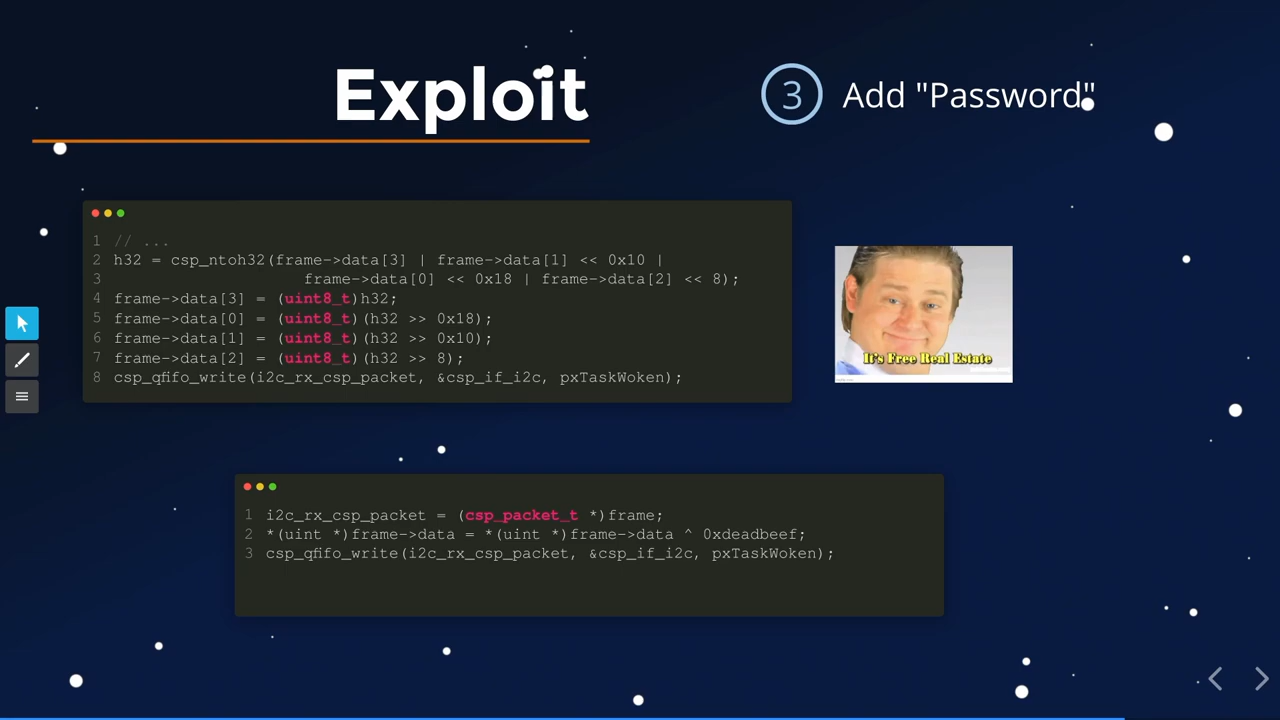 Exploit
3 Add "Password"
1 // ...
2 h32 = csp_ntoh32(frame->data[3] | frame->data[1] << 0x10 |
3 frame->data[0] << 0x18 | frame->data[2] << 8);
4 frame->data[3] = (uint8_t)h32;
5 frame->data[0] = (uint8_t)(h32 >> 0x18);
6 frame->data[1] = (uint8_t)(h32 >> 0x10);
7 frame->data[2] = (uint8_t)(h32 >> 8);
8 csp_qfifo_write(i2c_rx_csp_packet, &csp_if_i2c, pxTaskWoken);
It's Free Real Estate
1 i2c_rx_csp_packet = (csp_packet_t *)frame;
2 *(uint *)frame->data = *(uint *)frame->data ^ 0xdeadbeef;
3 csp_qfifo_write(i2c_rx_csp_packet, &csp_if_i2c, pxTaskWoken);